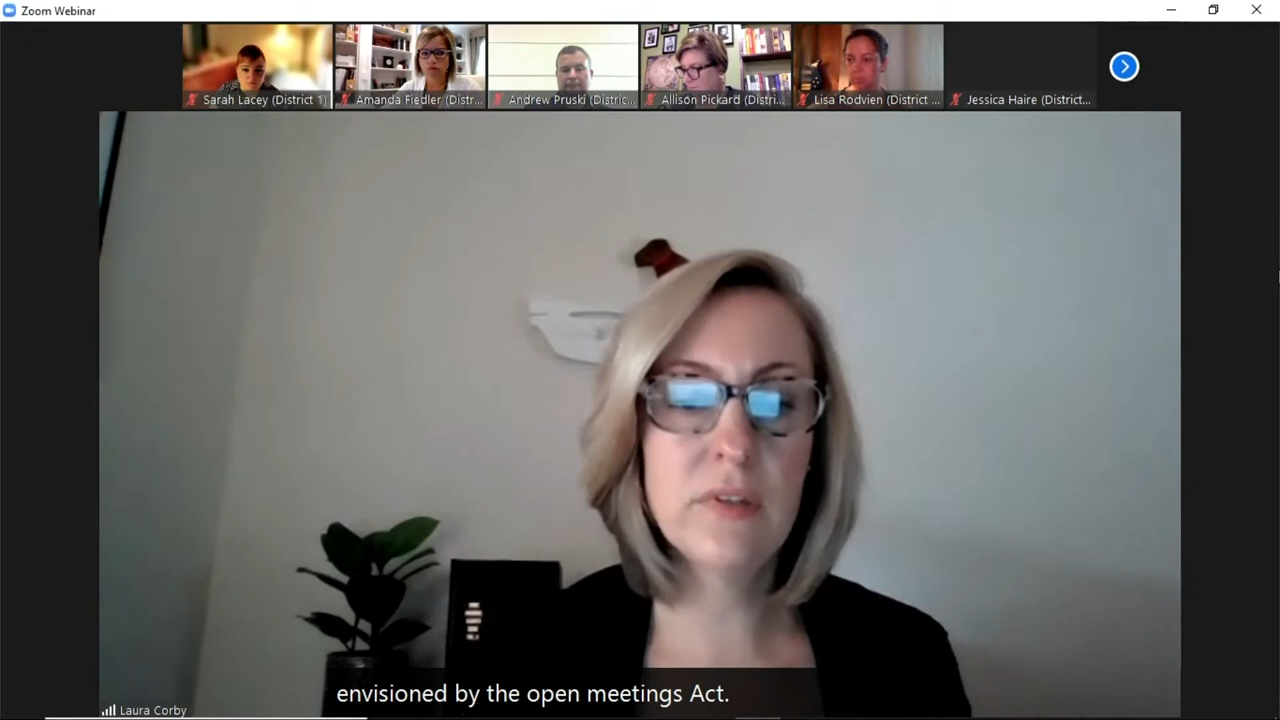 Zoom Webinar
Sarah Lacey (District 1)
Amanda Fiedler (Distr...
Andrew Pruski (Distric...
Allison Pickard (Distri...
Lisa Rodvien (District ...
Jessica Haire (District...
envisioned by the open meetings Act.
Laura Corby